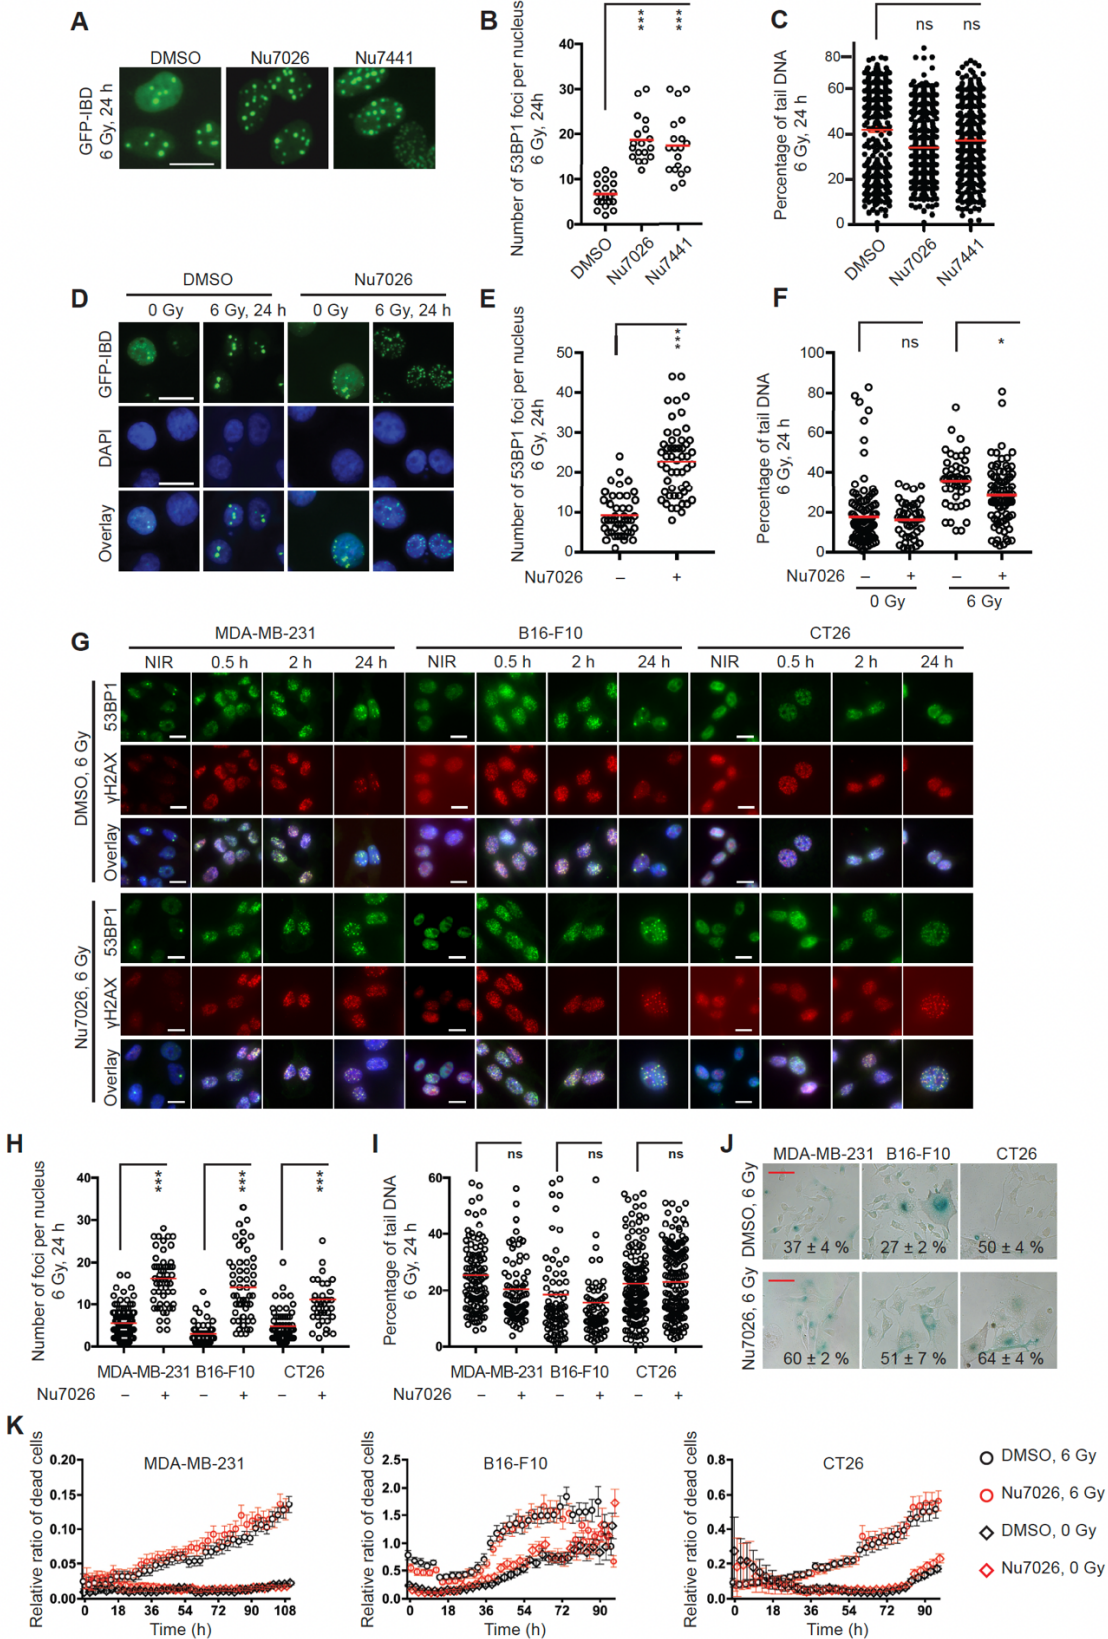 A
DMSO
Nu7026
Nu7441
GFP-IBD
6 Gy, 24 h
B
***
***
Number of 53BP1 foci per nucleus
6 Gy, 24h
40
30
20
10
0
DMSO
Nu7026
Nu7441
C
ns
ns
Percentage of tail DNA
6 Gy, 24 h
80
60
40
20
0
DMSO
Nu7026
Nu7441
D
DMSO
Nu7026
0 Gy
6 Gy, 24 h
0 Gy
6 Gy, 24 h
GFP-IBD
DAPI
Overlay
E
***
Number of 53BP1 foci per nucleus
6 Gy, 24h
50
40
30
20
10
0
Nu7026
–
+
F
ns
*
Percentage of tail DNA
6 Gy, 24 h
100
80
60
40
20
0
Nu7026
–
+
–
+
0 Gy
6 Gy
G
MDA-MB-231
B16-F10
CT26
NIR
0.5 h
2 h
24 h
NIR
0.5 h
2 h
24 h
NIR
0.5 h
2 h
24 h
DMSO, 6 Gy
53BP1
γH2AX
Overlay
Nu7026, 6 Gy
53BP1
γH2AX
Overlay
H
***
***
***
Number of foci per nucleus
6 Gy, 24 h
40
30
20
10
0
MDA-MB-231
B16-F10
CT26
Nu7026
–
+
–
+
–
+
I
ns
ns
ns
Percentage of tail DNA
6 Gy, 24 h
60
40
20
0
MDA-MB-231
B16-F10
CT26
Nu7026
–
+
–
+
–
+
J
MDA-MB-231
B16-F10
CT26
DMSO, 6 Gy
37 ± 4 %
27 ± 2 %
50 ± 4 %
Nu7026, 6 Gy
60 ± 2 %
51 ± 7 %
64 ± 4 %
K
MDA-MB-231
Relative ratio of dead cells
0.20
0.15
0.10
0.05
0.00
0
18
36
54
72
90
108
Time (h)
B16-F10
Relative ratio of dead cells
2.5
2.0
1.5
1.0
0.5
0.0
0
18
36
54
72
90
Time (h)
CT26
Relative ratio of dead cells
0.8
0.6
0.4
0.2
0.0
0
18
36
54
72
90
Time (h)
DMSO, 6 Gy
Nu7026, 6 Gy
DMSO, 0 Gy
Nu7026, 0 Gy